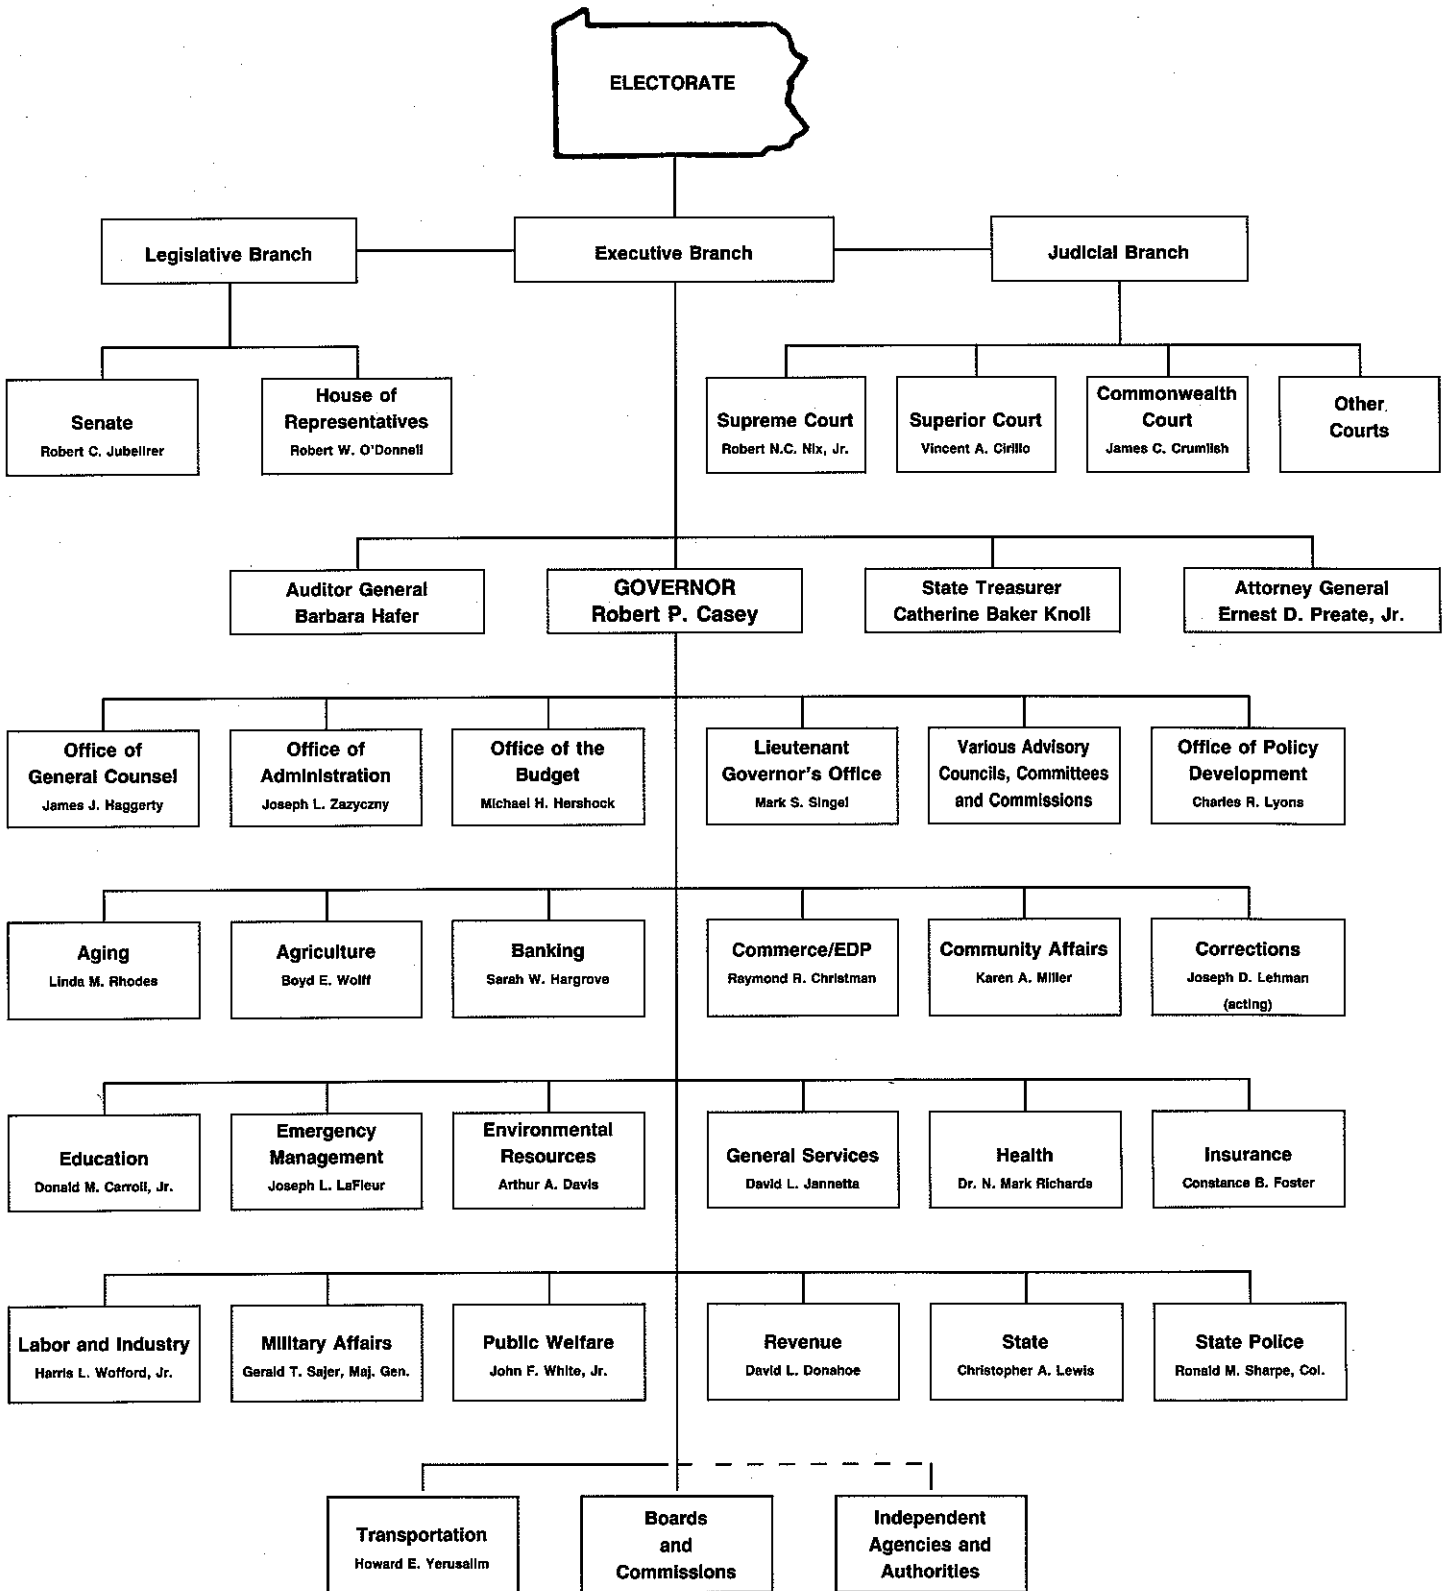 ELECTORATE
Legislative Branch
Executive Branch
Judicial Branch
Senate
Robert C. Jubelirer
House of
Representatives
Robert W. O'Donnell
Supreme Court
Robert N.C. Nix, Jr.
Superior Court
Vincent A. Cirillo
Commonwealth
Court
James C. Crumlish
Other
Courts
Auditor General
Barbara Hafer
GOVERNOR
Robert P. Casey
State Treasurer
Catherine Baker Knoll
Attorney General
Ernest D. Preate, Jr.
Office of
General Counsel
James J. Haggerty
Office of
Administration
Joseph L. Zazyczny
Office of the
Budget
Michael H. Hershock
Lieutenant
Governor's Office
Mark S. Singel
Various Advisory
Councils, Committees
and Commissions
Office of Policy
Development
Charles R. Lyons
Aging
Linda M. Rhodes
Agriculture
Boyd E. Wolff
Banking
Sarah W. Hargrove
Commerce/EDP
Raymond R. Christman
Community Affairs
Karen A. Miller
Corrections
Joseph D. Lehman
(acting)
Education
Donald M. Carroll, Jr.
Emergency
Management
Joseph L. LaFleur
Environmental
Resources
Arthur A. Davis
General Services
David L. Jannetta
Health
Dr. N. Mark Richards
Insurance
Constance B. Foster
Labor and Industry
Harris L. Wofford, Jr.
Military Affairs
Gerald T. Sajer, Maj. Gen.
Public Welfare
John F. White, Jr.
Revenue
David L. Donahoe
State
Christopher A. Lewis
State Police
Ronald M. Sharpe, Col.
Transportation
Howard E. Yerusalim
Boards
and
Commissions
Independent
Agencies and
Authorities